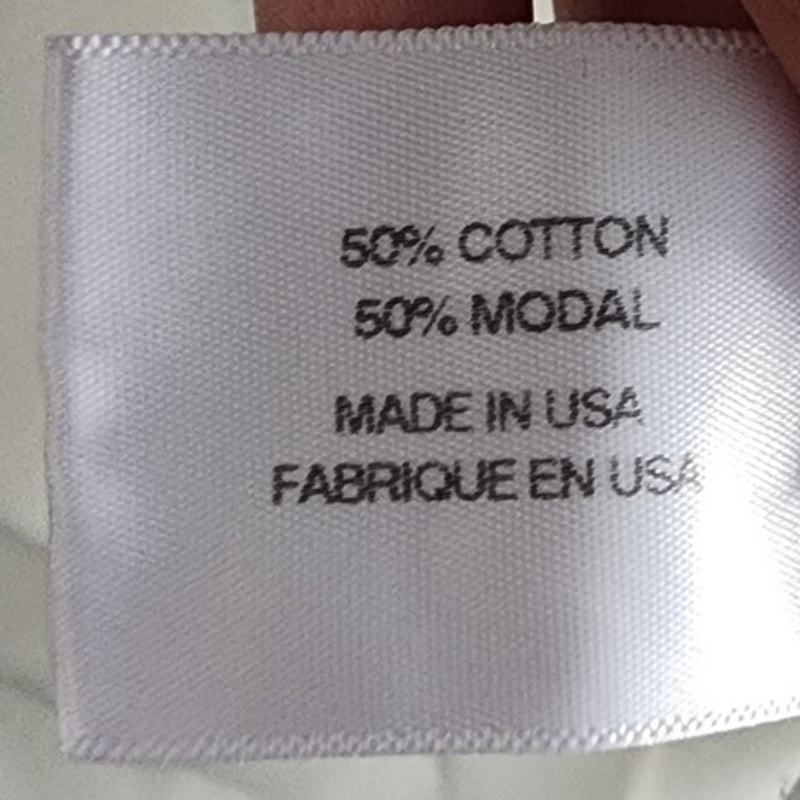 50% COTTON
50% MODAL
MADE IN USA
FABRIQUE EN USA